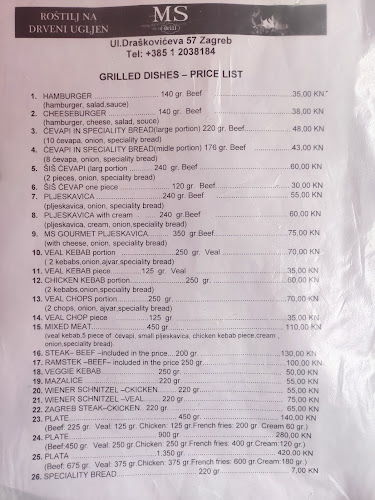 ROŠTILJ NA
DRVENI UGLJEN
MS
Grill
Ul.Draškovićeva 57 Zagreb
Tel: +385 1 2038184
GRILLED DISHES – PRICE LIST
1. HAMBURGER 140 gr. Beef 35,00 KN
(hamburger, salad,sauce)
2. CHEESEBURGER 140 gr. Beef 38,00 KN
(hamburger, cheese, salad, sauce)
3. ČEVAPI IN SPECIALITY BREAD(large portion) 220 gr. Beef 48,00 KN
(10 čevapa, onion, speciality bread)
4. ČEVAPI IN SPECIALITY BREAD(midle portion) 176 gr. Beef 43,00 KN
(8 čevapa, onion, speciality bread)
5. ŠIŠ ČEVAPI (larg portion 240 gr. Beef 60,00 KN
(2 pieces, onion, speciality bread)
6. ŠIŠ ČEVAP one piece 120 gr Beef 30.00 KN
7. PLJESKAVICA 240 gr. Beef 55,00 KN
(pljeskavica, onion, speciality bread)
8. PLJESKAVICA with cream 240 gr.Beef 60,00 KN
(pljeskavica, cream, onion, speciality bread)
9. MS GOURMET PLJESKAVICA 350 gr.Beef 75,00 KN
(with cheese, onion, speciality bread)
10. VEAL KEBAB portion 250 gr. Veal 70,00 KN
( 2 kebabs,onion,ajvar,speciality bread)
11. VEAL KEBAB piece 125 gr. Veal 35,00 KN
12. CHICKEN KEBAB portion 250 gr. 60,00 KN
(2 kebabs,onion,speciality bread)
13. VEAL CHOPS portion 250 gr 70,00 KN
(2 chops, onion, ajvar,speciality bread)
14. VEAL CHOP piece 125 gr 35,00 KN
15. MIXED MEAT 450 gr. 110,00 KN
(veal kebab,5 piece of čevapi, small pljeskavica, chicken kebab piece,cream
,onion,speciality bread).
16. STEAK– BEEF –included in the price 200 gr. 130,00 KN
17. RAMSTEK –BEEF– included in the price 250 gr. 100,00 KN
18. VEGGIE KEBAB 250 gr. 50,00 KN
19. MAZALICE 220 gr. 55,00 KN
20. WIENER SCHNITZEL –CKICKEN 220 gr. 55,00 KN
21. WIENER SCHNITZEL –VEAL 220 gr. 75,00 KN
22. ZAGREB STEAK–CKICKEN. 220 gr. 65,00 KN
23. PLATE 450 gr. 140,00 KN
(Beef: 225 gr. Veal: 125 gr. Chicken: 125 gr.French fries: 200 gr. Cream 60 gr.)
24. PLATE 900 gr. 280,00 KN
(Beef:450 gr. Veal: 250 gr.Chicken: 250 gr.French fries: 400 gr.Cream:120 gr.)
25. PLATA 1.350 gr. 420,00 KN
(Beef: 675 gr. Veal: 375 gr.Chicken: 375 gr.French fries: 600 gr.Cream:180 gr.)
26. SPECIALITY BREAD 220 gr. 7,00 KN